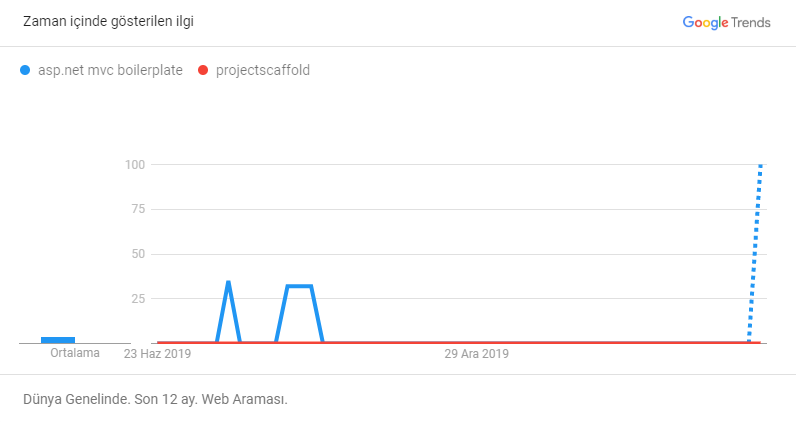 Zaman içinde gösterilen ilgi
Google Trends
asp.net mvc boilerplate
projectscaffold
100
75
50
25
Ortalama
23 Haz 2019
29 Ara 2019
Dünya Genelinde. Son 12 ay. Web Araması.